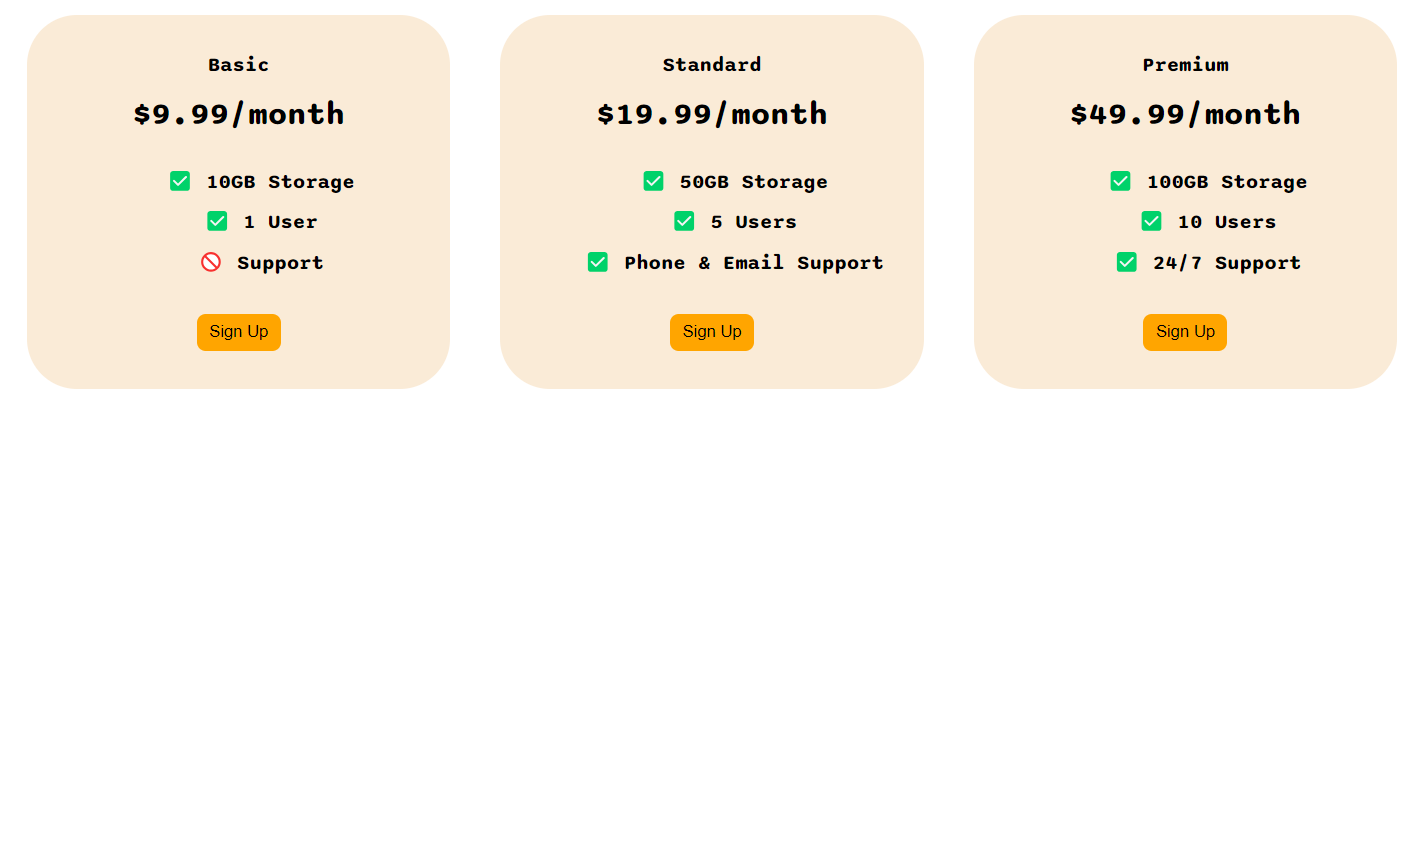 Basic
$9.99/month
✅ 10GB Storage
✅ 1 User
🚫 Support
Sign Up
Standard
$19.99/month
✅ 50GB Storage
✅ 5 Users
✅ Phone & Email Support
Sign Up
Premium
$49.99/month
✅ 100GB Storage
✅ 10 Users
✅ 24/7 Support
Sign Up